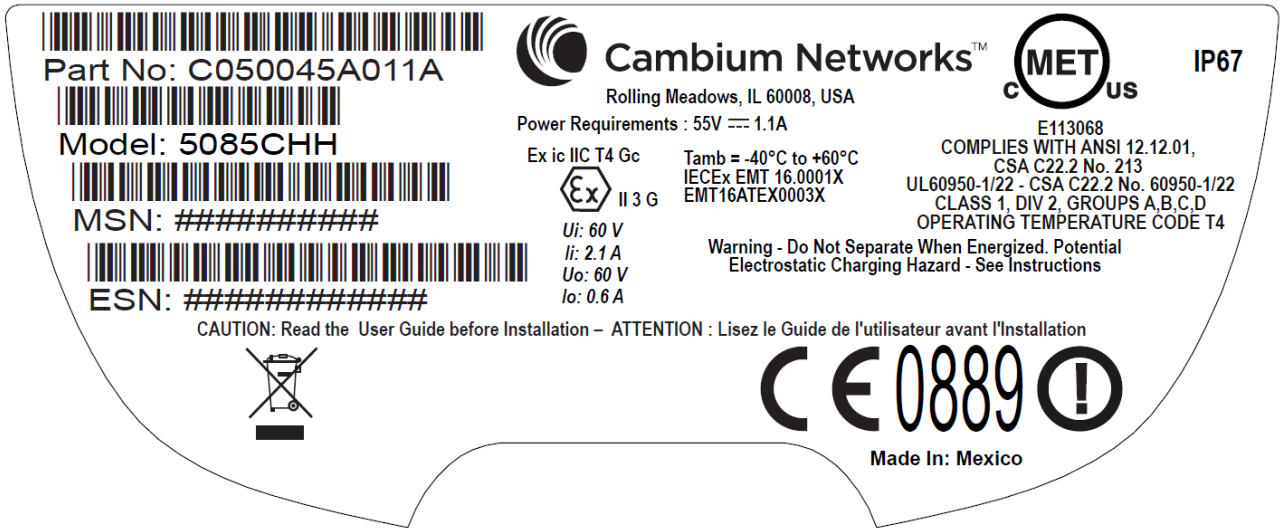 Part No: C050045A011A
Model: 5085CHH
MSN: ##########
ESN: ############
Cambium Networks™
Rolling Meadows, IL 60008, USA
Power Requirements : 55V ⎓ 1.1A
Ex ic IIC T4 Gc
Ex II 3 G
Ui: 60 V
Ii: 2.1 A
Uo: 60 V
Io: 0.6 A
Tamb = -40°C to +60°C
IECEx EMT 16.0001X
EMT16ATEX0003X
C MET US
IP67
E113068
COMPLIES WITH ANSI 12.12.01,
CSA C22.2 No. 213
UL60950-1/22 - CSA C22.2 No. 60950-1/22
CLASS 1, DIV 2, GROUPS A,B,C,D
OPERATING TEMPERATURE CODE T4
Warning - Do Not Separate When Energized. Potential
Electrostatic Charging Hazard - See Instructions
CAUTION: Read the User Guide before Installation – ATTENTION : Lisez le Guide de l'utilisateur avant l'Installation
CE 0889 !
Made In: Mexico